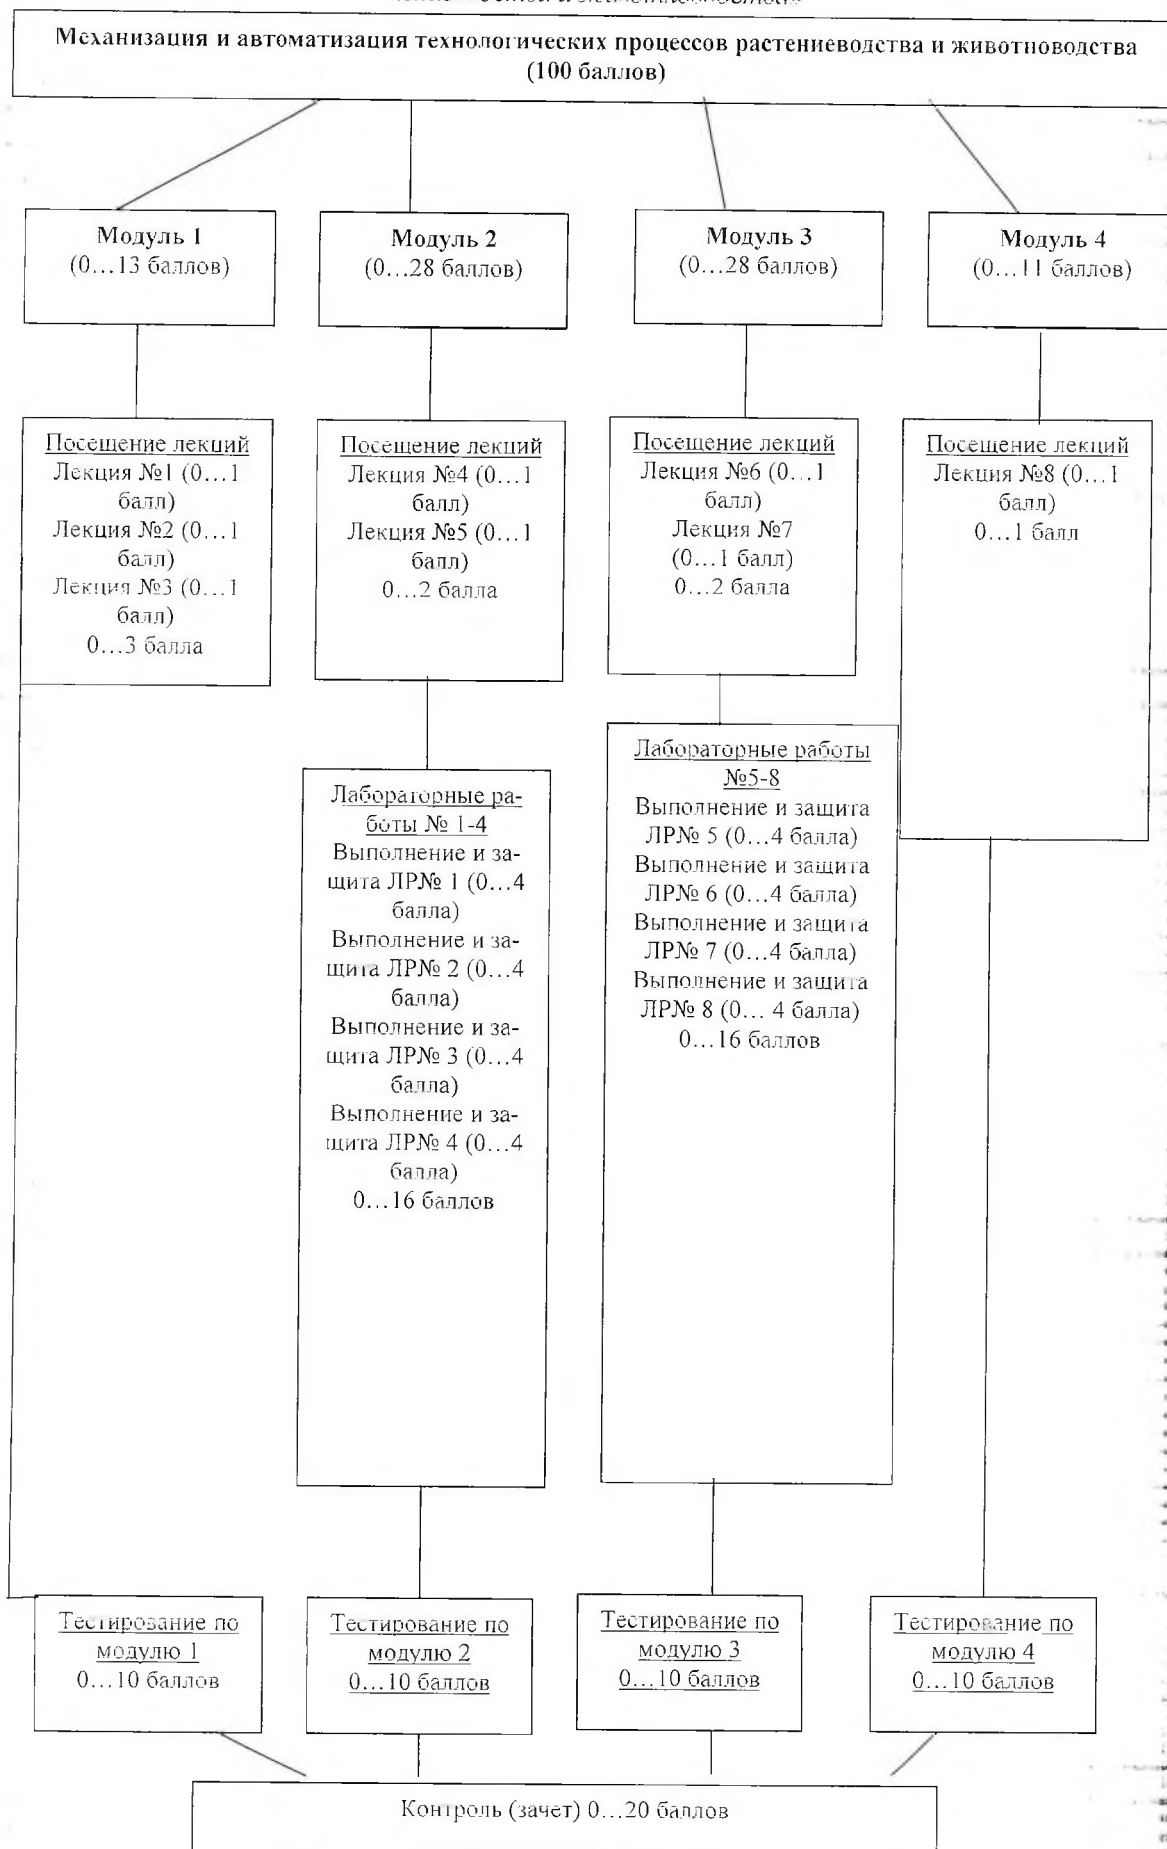 Механизация и автоматизация технологических процессов растениеводства и животноводства
(100 баллов)
Модуль 1
(0…13 баллов)
Модуль 2
(0…28 баллов)
Модуль 3
(0…28 баллов)
Модуль 4
(0…11 баллов)
Посещение лекций
Лекция №1 (0…1
балл)
Лекция №2 (0…1
балл)
Лекция №3 (0…1
балл)
0…3 балла
Посещение лекций
Лекция №4 (0…1
балл)
Лекция №5 (0…1
балл)
0…2 балла
Посещение лекций
Лекция №6 (0…1
балл)
Лекция №7
(0…1 балл)
0…2 балла
Посещение лекций
Лекция №8 (0…1
балл)
0…1 балл
Лабораторные ра-
боты № 1-4
Выполнение и за-
щита ЛР№ 1 (0…4
балла)
Выполнение и за-
щита ЛР№ 2 (0…4
балла)
Выполнение и за-
щита ЛР№ 3 (0…4
балла)
Выполнение и за-
щита ЛР№ 4 (0…4
балла)
0…16 баллов
Лабораторные работы
№5-8
Выполнение и защита
ЛР№ 5 (0…4 балла)
Выполнение и защита
ЛР№ 6 (0…4 балла)
Выполнение и защита
ЛР№ 7 (0…4 балла)
Выполнение и защита
ЛР№ 8 (0… 4 балла)
0…16 баллов
Тестирование по
модулю 1
0…10 баллов
Тестирование по
модулю 2
0…10 баллов
Тестирование по
модулю 3
0…10 баллов
Тестирование по
модулю 4
0…10 баллов
Контроль (зачет) 0…20 баллов